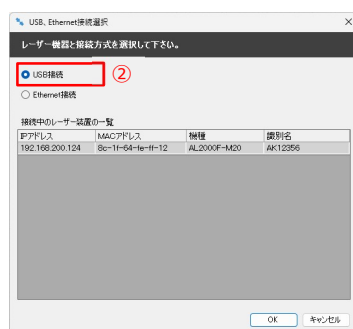 USB、Ethernet接続選択
レーザー機器と接続方式を選択して下さい。
USB接続 ②
Ethernet接続
接続中のレーザー装置の一覧
IPアドレス MACアドレス 機種 識別名
192.168.200.124 8c-1f-64-fe-ff-12 AL2000F-M20 AK12356
OK キャンセル